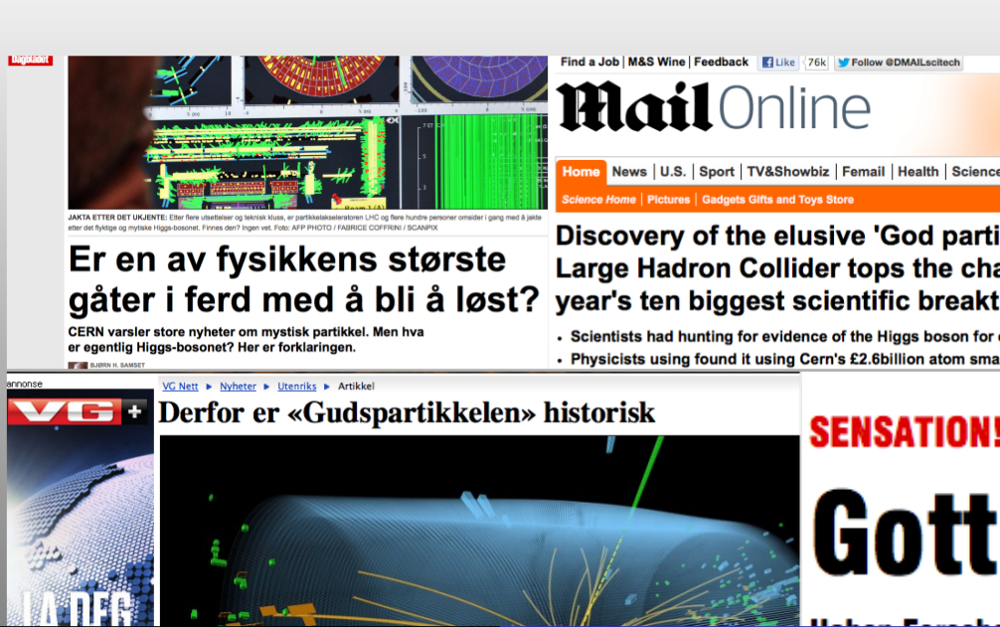 Dagbladet
JAKTA ETTER DET UKJENTE: Etter flere utsettelser og teknisk kluss, er partikkelakseleratoren LHC og flere hundre personer omsider i gang med å jakte
etter det flyktige og mytiske Higgs-bosonet. Finnes den? Ingen vet. Foto: AFP PHOTO / FABRICE COFFRINI / SCANPIX
Er en av fysikkens største
gåter i ferd med å bli å løst?
CERN varsler store nyheter om mystisk partikkel. Men hva
er egentlig Higgs-bosonet? Her er forklaringen.
BJØRN H. SAMSET
Find a Job | M&S Wine | Feedback Like 76k Follow @DMAILscitech
Mail Online
Home News | U.S. | Sport | TV&Showbiz | Femail | Health | Science
Science Home | Pictures | Gadgets Gifts and Toys Store
Discovery of the elusive 'God parti
Large Hadron Collider tops the cha
year's ten biggest scientific breakt
• Scientists had hunting for evidence of the Higgs boson for
• Physicists using found it using Cern's £2.6billion atom sma
annonse
VG +
LA DEG
VG Nett ▸ Nyheter ▸ Utenriks ▸ Artikkel
Derfor er «Gudspartikkelen» historisk
SENSATION!
Gott